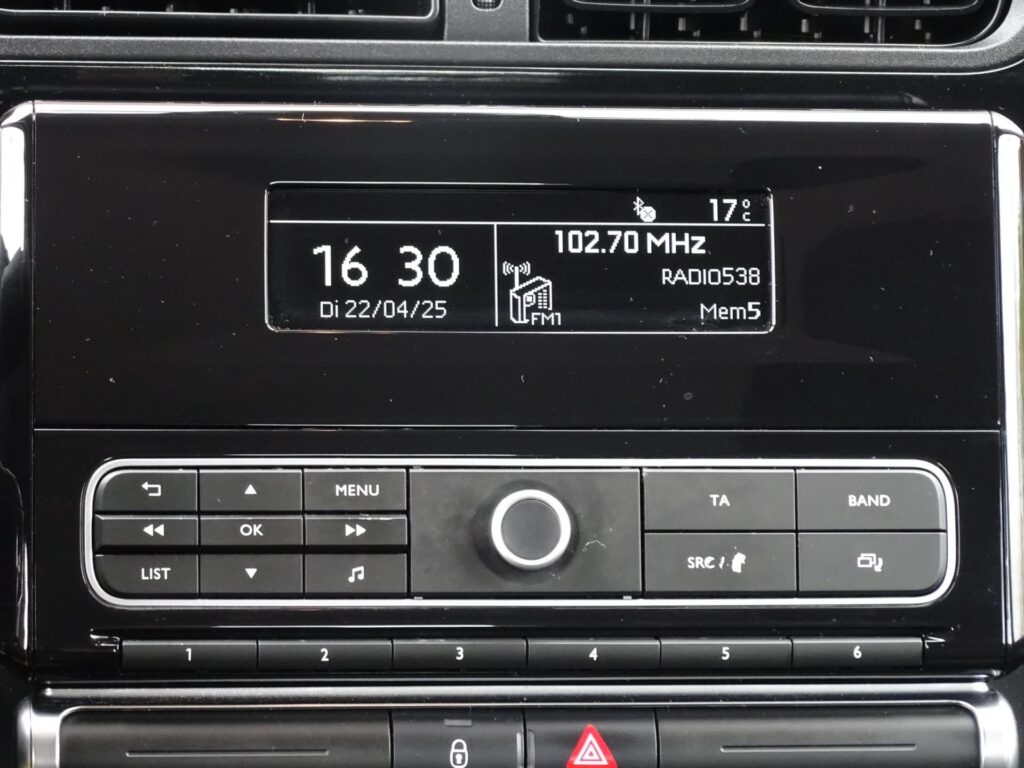 17°C
16 30
Di 22/04/25
102.70 MHz
RADIO538
FM1
Mem5
MENU
OK
LIST
TA
BAND
SRC /
1 2 3 4 5 6